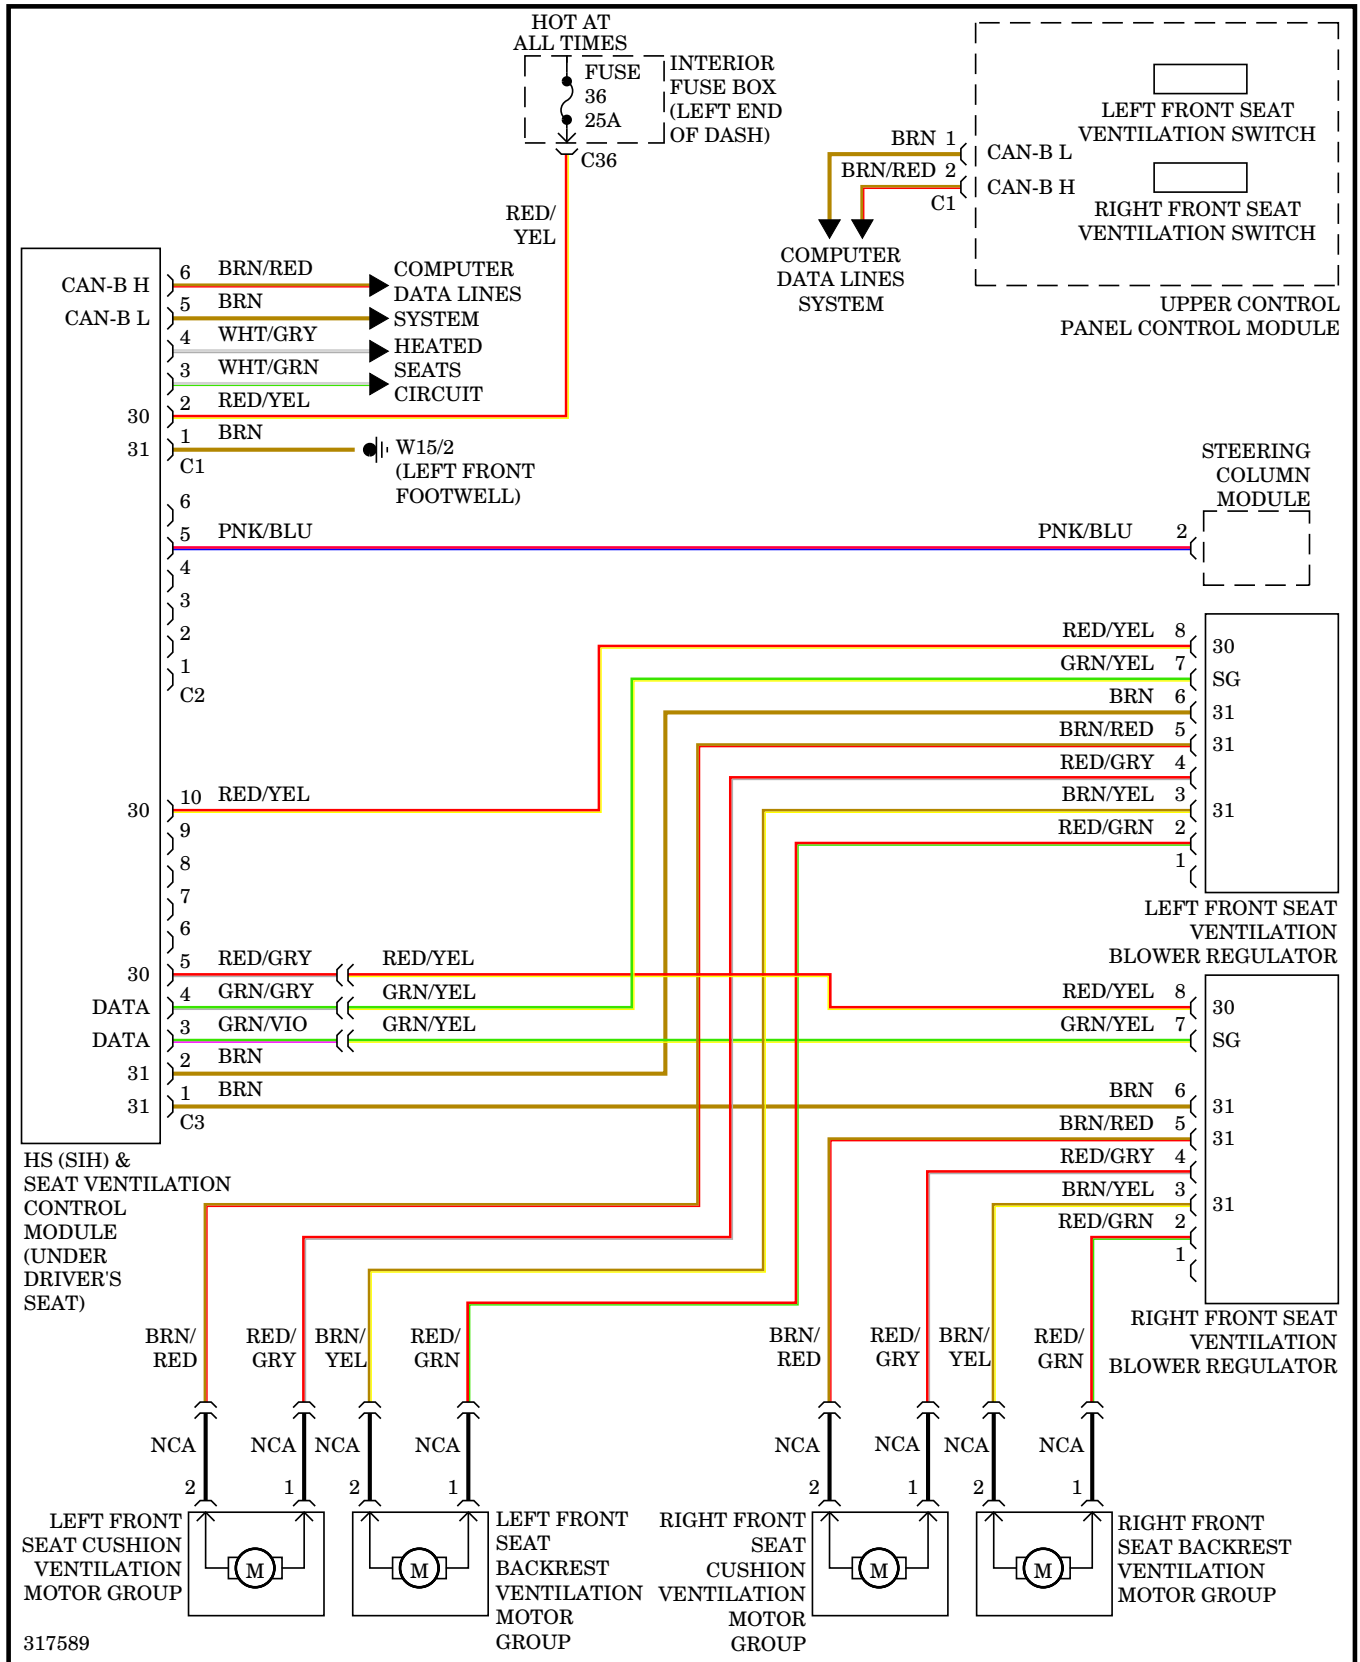 HOT AT
ALL TIMES
FUSE
36
25A
INTERIOR
FUSE BOX
(LEFT END
OF DASH)
C36
RED/
YEL
BRN 1
BRN/RED 2
C1
CAN-B L
CAN-B H
LEFT FRONT SEAT
VENTILATION SWITCH
RIGHT FRONT SEAT
VENTILATION SWITCH
COMPUTER
DATA LINES
SYSTEM
UPPER CONTROL
PANEL CONTROL MODULE
CAN-B H 6 BRN/RED
CAN-B L 5 BRN
4 WHT/GRY
3 WHT/GRN
30 2 RED/YEL
31 1 BRN
C1
COMPUTER
DATA LINES
SYSTEM
HEATED
SEATS
CIRCUIT
W15/2
(LEFT FRONT
FOOTWELL)
STEERING
COLUMN
MODULE
6
5 PNK/BLU PNK/BLU 2
4
3
2
1
C2
RED/YEL 8 30
GRN/YEL 7 SG
BRN 6 31
BRN/RED 5 31
RED/GRY 4
BRN/YEL 3 31
RED/GRN 2
1
LEFT FRONT SEAT
VENTILATION
BLOWER REGULATOR
30 10 RED/YEL
9
8
7
6
30 5 RED/GRY RED/YEL
DATA 4 GRN/GRY GRN/YEL
DATA 3 GRN/VIO GRN/YEL
31 2 BRN
31 1 BRN
C3
RED/YEL 8 30
GRN/YEL 7 SG
BRN 6 31
BRN/RED 5 31
RED/GRY 4
BRN/YEL 3 31
RED/GRN 2
1
RIGHT FRONT SEAT
VENTILATION
BLOWER REGULATOR
HS (SIH) &
SEAT VENTILATION
CONTROL
MODULE
(UNDER
DRIVER'S
SEAT)
BRN/
RED
RED/
GRY
BRN/
YEL
RED/
GRN
BRN/
RED
RED/
GRY
BRN/
YEL
RED/
GRN
NCA NCA NCA NCA NCA NCA NCA NCA
2 1 2 1 2 1 2 1
LEFT FRONT
SEAT CUSHION
VENTILATION
MOTOR GROUP
M
M
LEFT FRONT
SEAT
BACKREST
VENTILATION
MOTOR
GROUP
RIGHT FRONT
SEAT
CUSHION
VENTILATION
MOTOR
GROUP
M
M
RIGHT FRONT
SEAT BACKREST
VENTILATION
MOTOR GROUP
317589